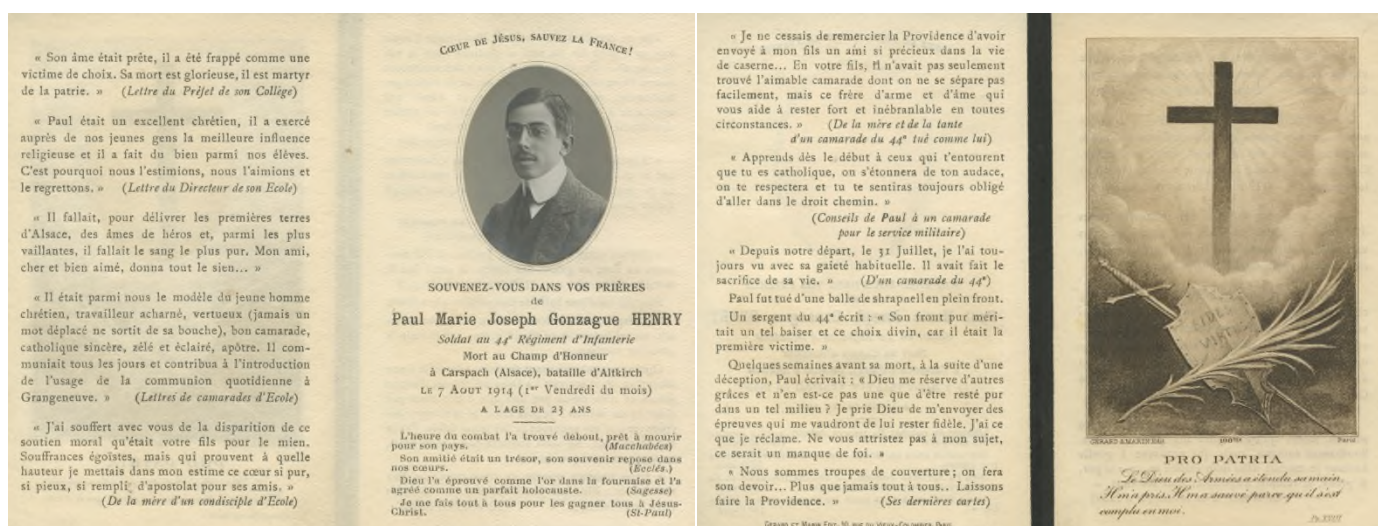 « Son âme était prête, il a été frappé comme une
victime de choix. Sa mort est glorieuse, il est martyr
de la patrie. » (Lettre du Préfet de son Collège)
« Paul était un excellent chrétien, il a exercé
auprès de nos jeunes gens la meilleure influence
religieuse et il a fait du bien parmi nos élèves.
C'est pourquoi nous l'estimions, nous l'aimions et
le regrettons. » (Lettre du Directeur de son Ecole)
« Il fallait, pour délivrer les premières terres
d'Alsace, des âmes de héros et, parmi les plus
vaillantes, il fallait le sang le plus pur. Mon ami,
cher et bien aimé, donna tout le sien... »
« Il était parmi nous le modèle du jeune homme
chrétien, travailleur acharné, vertueux (jamais un
mot déplacé ne sortit de sa bouche), bon camarade,
catholique sincère, zélé et éclairé, apôtre. Il com-
muniait tous les jours et contribua à l'introduction
de l'usage de la communion quotidienne à
Grangeneuve. » (Lettres de camarades d'Ecole)
« J'ai souffert avec vous de la disparition de ce
soutien moral qu'était votre fils pour le mien.
Souffrances égoïstes, mais qui prouvent à quelle
hauteur je mettais dans mon estime ce cœur si pur,
si pieux, si rempli d'apostolat pour ses amis. »
(De la mère d'un condisciple d'Ecole)
CŒUR DE JÉSUS, SAUVEZ LA FRANCE!
SOUVENEZ-VOUS DANS VOS PRIÈRES
de
Paul Marie Joseph Gonzague HENRY
Soldat au 44e Régiment d'Infanterie
Mort au Champ d'Honneur
à Carspach (Alsace), bataille d'Altkirch
LE 7 AOUT 1914 (1er Vendredi du mois)
A L AGE DE 23 ANS
L'heure du combat l'a trouvé debout, prêt à mourir
pour son pays. (Macchabées)
Son amitié était un trésor, son souvenir repose dans
nos cœurs. (Ecclés.)
Dieu l'a éprouvé comme l'or dans la fournaise et l'a
agréé comme un parfait holocauste. (Sagesse)
Je me fais tout à tous pour les gagner tous à Jésus-
Christ. (St-Paul)
« Je ne cessais de remercier la Providence d'avoir
envoyé à mon fils un ami si précieux dans la vie
de caserne... En votre fils, il n'avait pas seulement
trouvé l'aimable camarade dont on ne se sépare pas
facilement, mais ce frère d'arme et d'âme qui
vous aide à rester fort et inébranlable en toutes
circonstances. » (De la mère et de la tante
d'un camarade du 44e tué comme lui)
« Apprends dès le début à ceux qui t'entourent
que tu es catholique, on s'étonnera de ton audace,
on te respectera et tu te sentiras toujours obligé
d'aller dans le droit chemin. »
(Conseils de Paul à un camarade
pour le service militaire)
« Depuis notre départ, le 31 Juillet, je l'ai tou-
jours vu avec sa gaieté habituelle. Il avait fait le
sacrifice de sa vie. » (D'un camarade du 44e)
Paul fut tué d'une balle de shrapnell en plein front.
Un sergent du 44e écrit : « Son front pur méri-
tait un tel baiser et ce choix divin, car il était la
première victime. »
Quelques semaines avant sa mort, à la suite d'une
déception, Paul écrivait : « Dieu me réserve d'autres
grâces et n'en est-ce pas une que d'être resté pur
dans un tel milieu ? Je prie Dieu de m'envoyer des
épreuves qui me vaudront de lui rester fidèle. J'ai ce
que je réclame. Ne vous attristez pas à mon sujet,
ce serait un manque de foi. »
« Nous sommes troupes de couverture ; on fera
son devoir... Plus que jamais tout à tous.. Laissons
faire la Providence. » (Ses dernières cartes)
GERARD ET MARIN EDIT. 10 RUE DU VIEUX-COLOMBIER, PARIS
GERARD & MARIN Edit. Paris
PRO PATRIA
Le Dieu des Armées a étendu sa main,
Il m'a pris, Il m'a sauvé parce qu'il s'est
complu en moi.